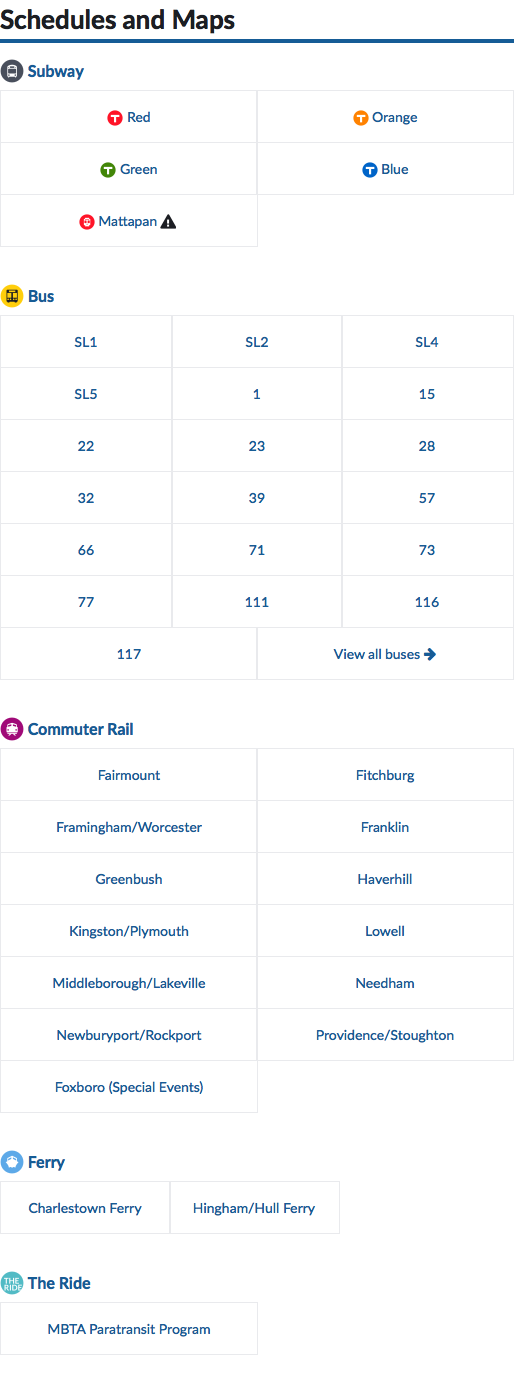 Schedules and Maps
Subway
T Red
T Orange
T Green
T Blue
Mattapan
Bus
SL1 SL2 SL4
SL5 1 15
22 23 28
32 39 57
66 71 73
77 111 116
117 View all buses
Commuter Rail
Fairmount Fitchburg
Framingham/Worcester Franklin
Greenbush Haverhill
Kingston/Plymouth Lowell
Middleborough/Lakeville Needham
Newburyport/Rockport Providence/Stoughton
Foxboro (Special Events)
Ferry
Charlestown Ferry Hingham/Hull Ferry
THE RIDE The Ride
MBTA Paratransit Program